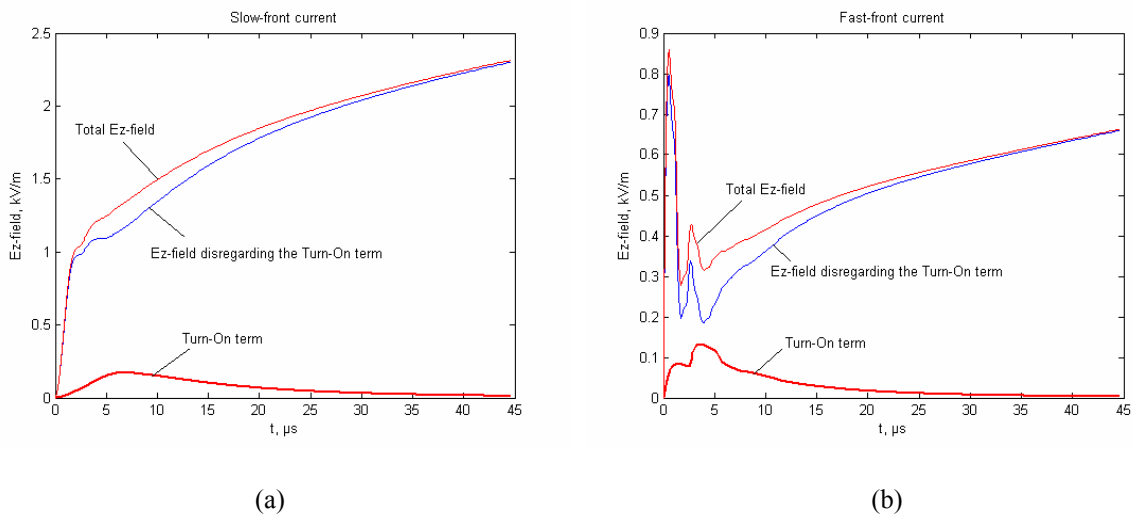 Slow-front current
2.5
2
1.5
1
0.5
0
0 5 10 15 20 25 30 35 40 45
Ez-field, kV/m
t, µs
Total Ez-field
Ez-field disregarding the Turn-On term
Turn-On term
(a)
Fast-front current
0.9
0.8
0.7
0.6
0.5
0.4
0.3
0.2
0.1
0
0 5 10 15 20 25 30 35 40 45
Ez-field, kV/m
t, µs
Total Ez-field
Ez-field disregarding the Turn-On term
Turn-On term
(b)